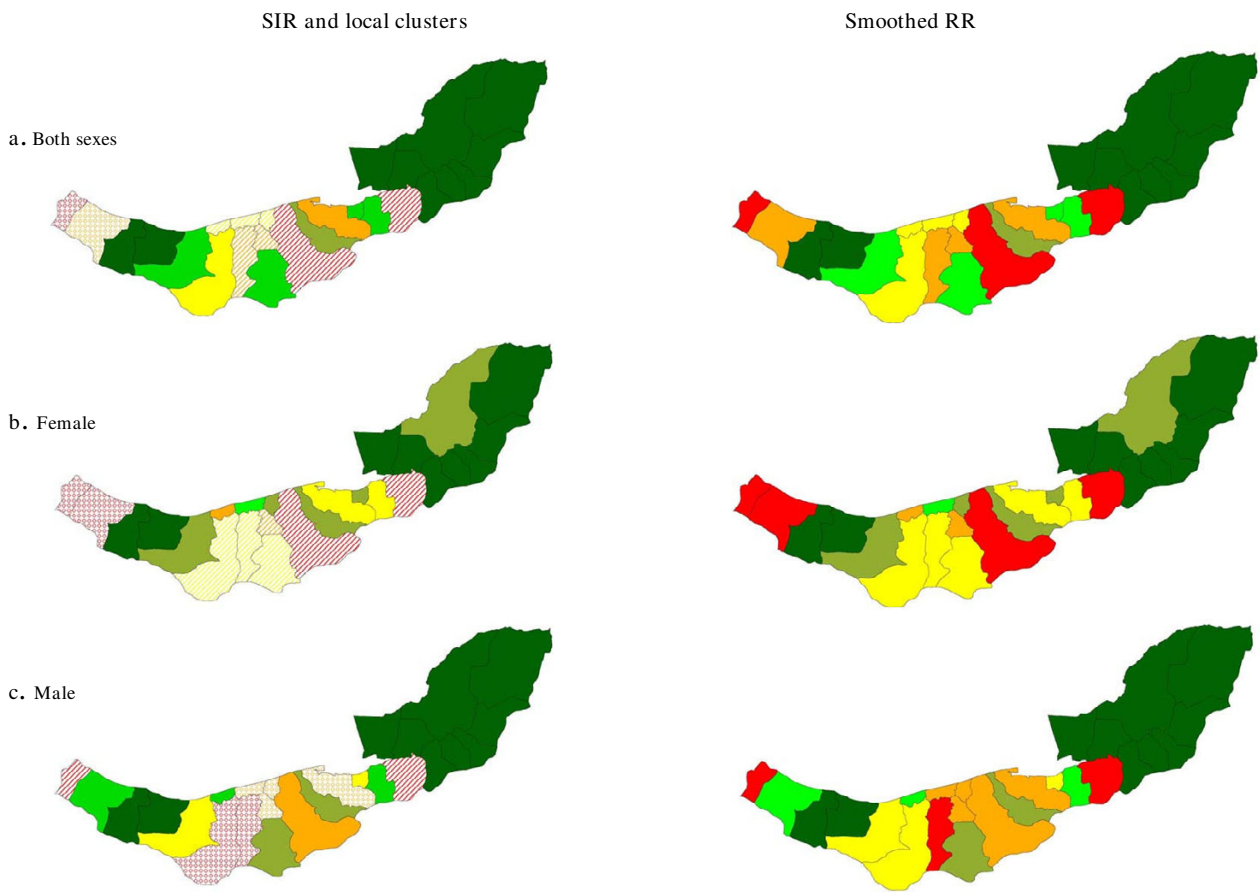 SIR and local clusters
Smoothed RR
a. Both sexes
b. Female
c. Male